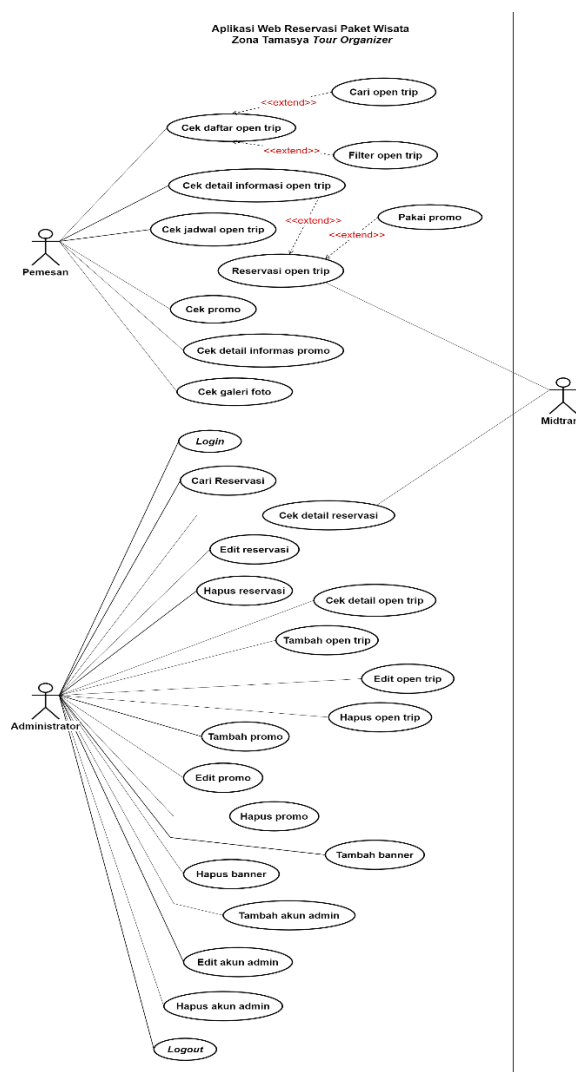 Aplikasi Web Reservasi Paket Wisata
Zona Tamasya Tour Organizer
Cari open trip
<<extend>>
Cek daftar open trip
<<extend>>
Filter open trip
Cek detail informasi open trip
<<extend>>
Pakai promo
Cek jadwal open trip
<<extend>>
Reservasi open trip
Pemesan
Cek promo
Cek detail informas promo
Cek galeri foto
Midtran
Login
Cari Reservasi
Cek detail reservasi
Edit reservasi
Hapus reservasi
Cek detail open trip
Tambah open trip
Edit open trip
Hapus open trip
Administrator
Tambah promo
Edit promo
Hapus promo
Tambah banner
Hapus banner
Tambah akun admin
Edit akun admin
Hapus akun admin
Logout